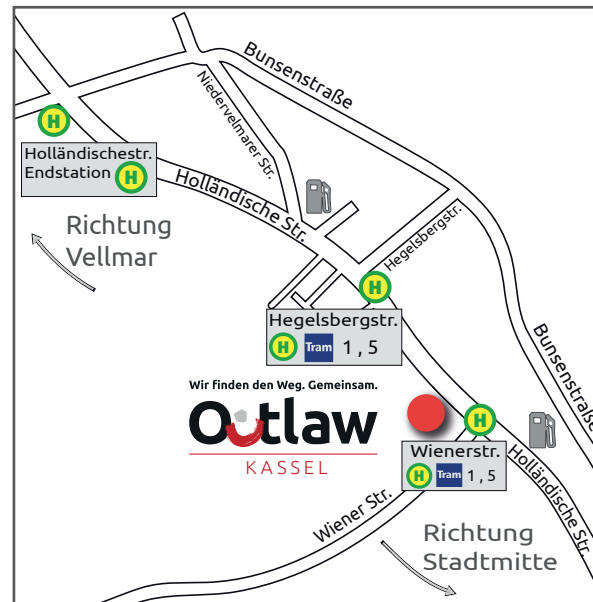 Bunsenstraße
Niedervelmarer Str.
H
Holländischestr.
Endstation H
Holländische Str.
Richtung
Vellmar
Hegelsbergstr.
H
Hegelsbergstr.
H Tram 1 , 5
Bunsenstralße
Wir finden den Weg. Gemeinsam.
Outlaw
KASSEL
H
Wienerstr.
H Tram 1 , 5
Holländische Str.
Wiener Str.
Richtung
Stadtmitte